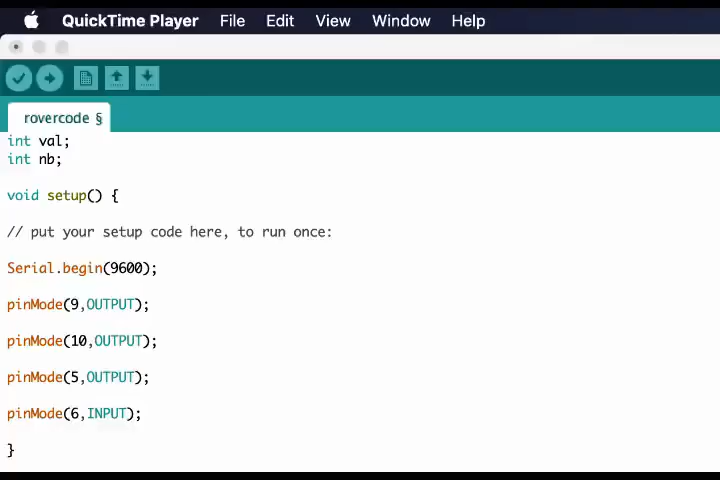 QuickTime Player File Edit View Window Help
rovercode §
int val;
int nb;
void setup() {
// put your setup code here, to run once:
Serial.begin(9600);
pinMode(9,OUTPUT);
pinMode(10,OUTPUT);
pinMode(5,OUTPUT);
pinMode(6,INPUT);
}